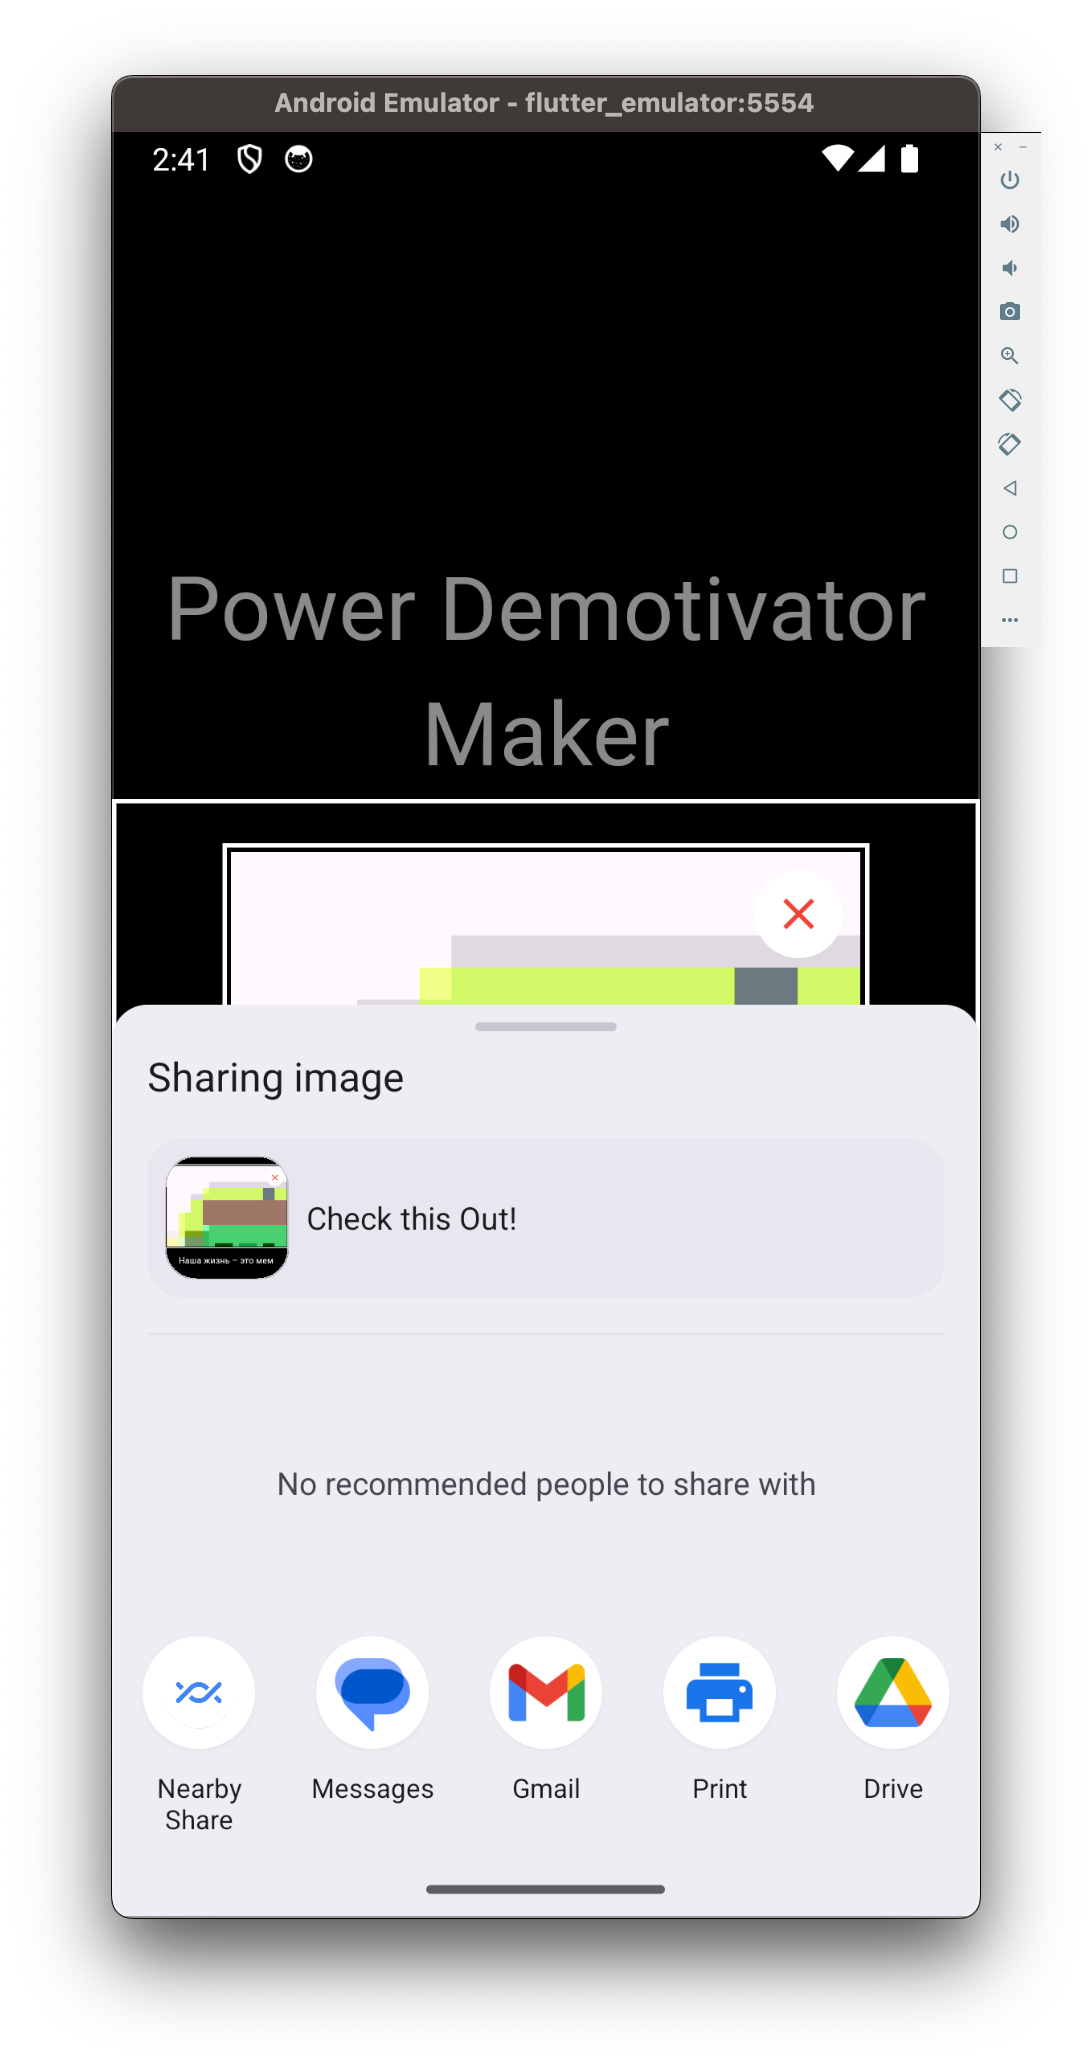 Android Emulator - flutter_emulator:5554
2:41
Power Demotivator
Maker
Sharing image
Check this Out!
Наша жизнь – это мем
No recommended people to share with
Nearby
Share
Messages
Gmail
Print
Drive